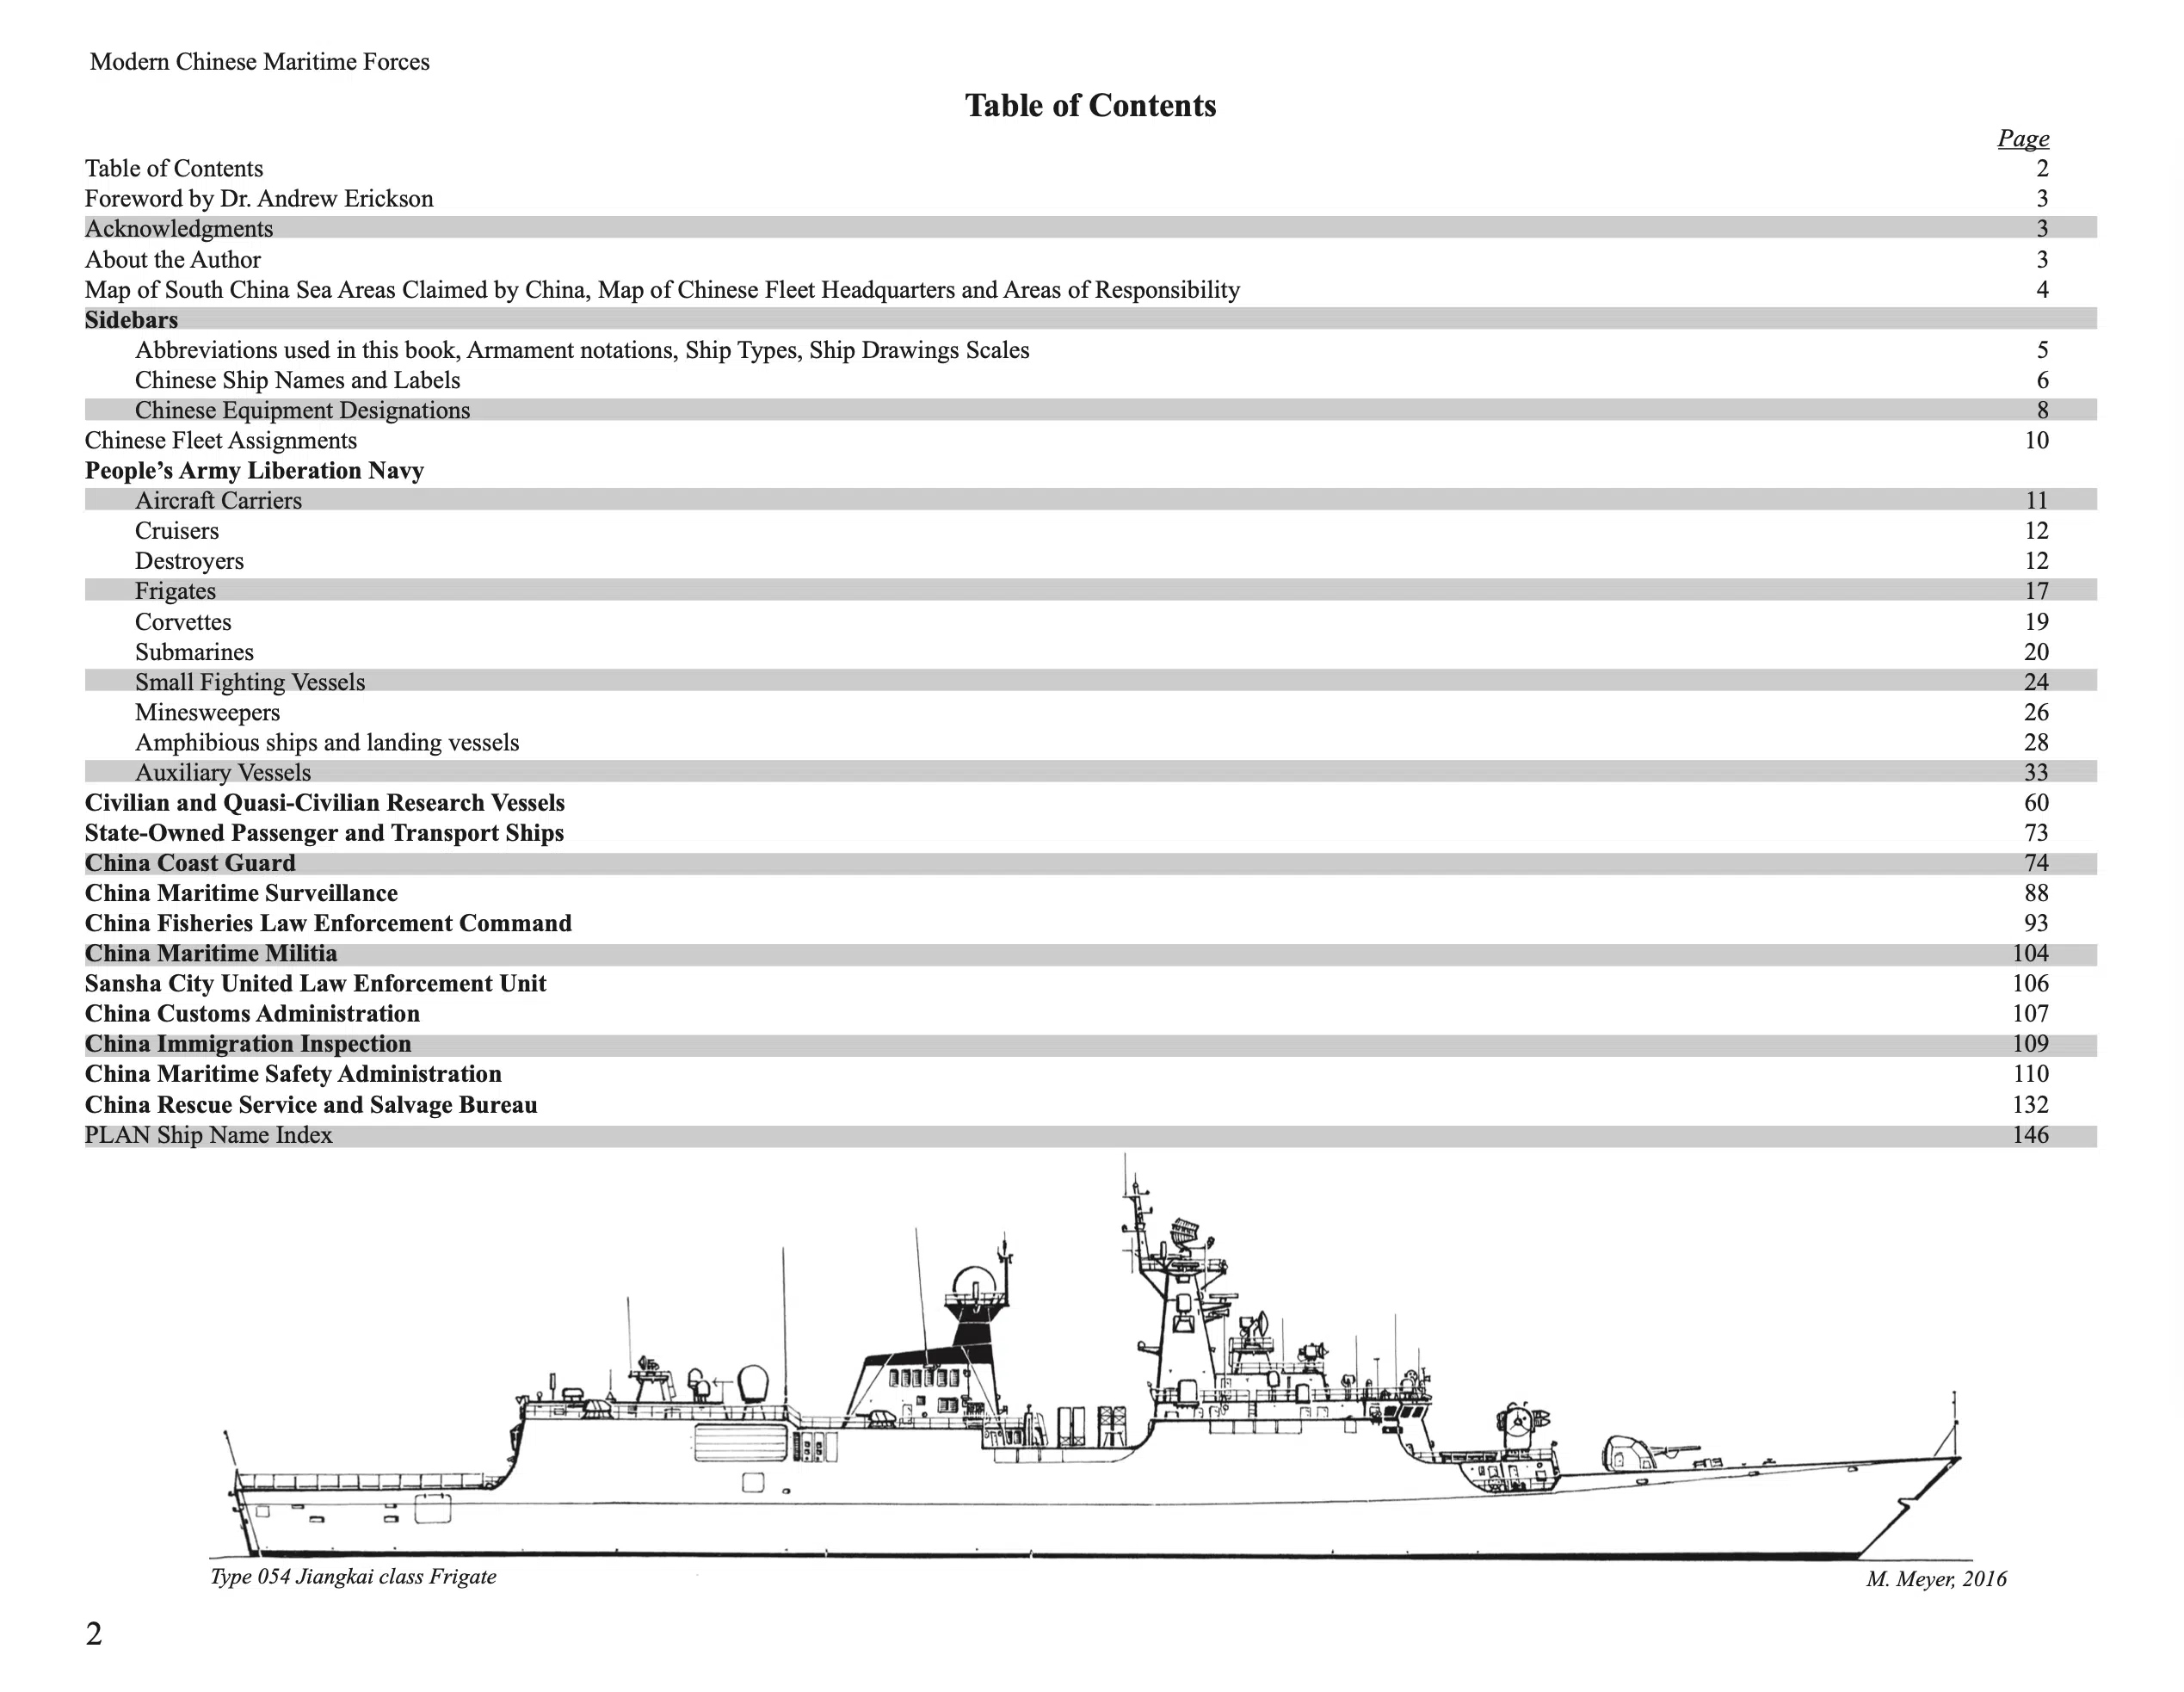 Modern Chinese Maritime Forces
Table of Contents
Page
Table of Contents 2
Foreword by Dr. Andrew Erickson 3
Acknowledgments 3
About the Author 3
Map of South China Sea Areas Claimed by China, Map of Chinese Fleet Headquarters and Areas of Responsibility 4
Sidebars
Abbreviations used in this book, Armament notations, Ship Types, Ship Drawings Scales 5
Chinese Ship Names and Labels 6
Chinese Equipment Designations 8
Chinese Fleet Assignments 10
People’s Army Liberation Navy
Aircraft Carriers 11
Cruisers 12
Destroyers 12
Frigates 17
Corvettes 19
Submarines 20
Small Fighting Vessels 24
Minesweepers 26
Amphibious ships and landing vessels 28
Auxiliary Vessels 33
Civilian and Quasi-Civilian Research Vessels 60
State-Owned Passenger and Transport Ships 73
China Coast Guard 74
China Maritime Surveillance 88
China Fisheries Law Enforcement Command 93
China Maritime Militia 104
Sansha City United Law Enforcement Unit 106
China Customs Administration 107
China Immigration Inspection 109
China Maritime Safety Administration 110
China Rescue Service and Salvage Bureau 132
PLAN Ship Name Index 146
Type 054 Jiangkai class Frigate
M. Meyer, 2016
2